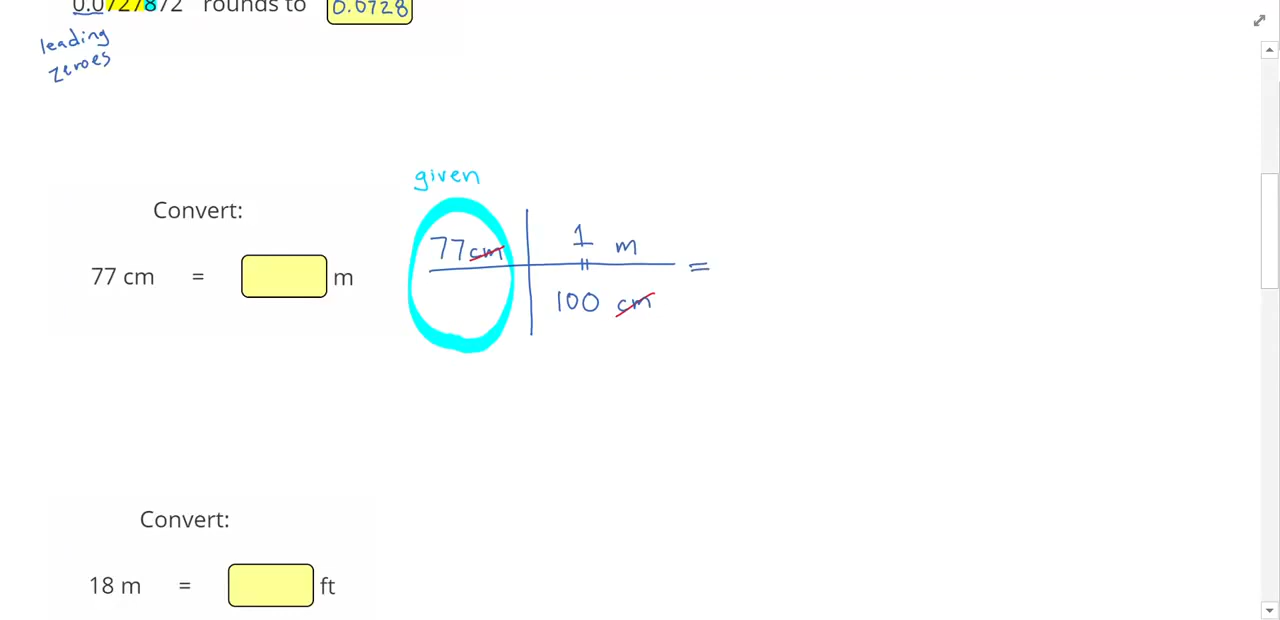 0.0727872 rounds to 0.0728
leading
zeroes
given
Convert:
77 cm = m
77 cm 1 m =
100 cm
Convert:
18 m = ft